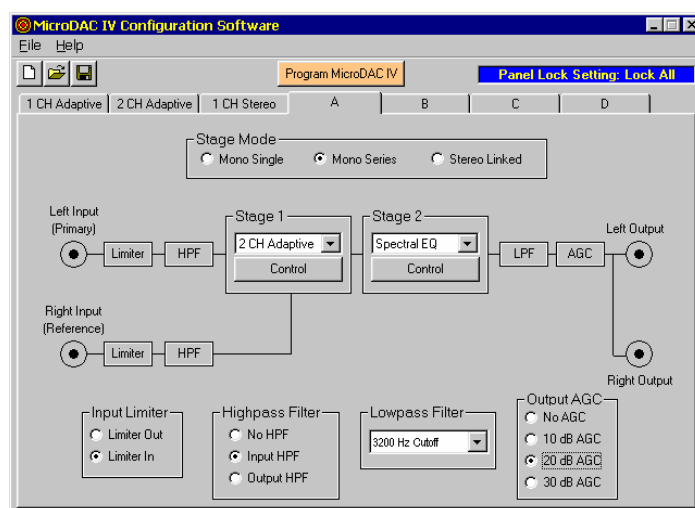 MicroDAC IV Configuration Software
File Help
Program MicroDAC IV
Panel Lock Setting: Lock All
1 CH Adaptive 2 CH Adaptive 1 CH Stereo A B C D
Stage Mode
Mono Single Mono Series Stereo Linked
Left Input
(Primary)
Limiter HPF
Stage 1
2 CH Adaptive
Control
Stage 2
Spectral EQ
Control
LPF AGC
Left Output
Right Input
(Reference)
Limiter HPF
Right Output
Input Limiter
Limiter Out
Limiter In
Highpass Filter
No HPF
Input HPF
Output HPF
Lowpass Filter
3200 Hz Cutoff
Output AGC
No AGC
10 dB AGC
20 dB AGC
30 dB AGC